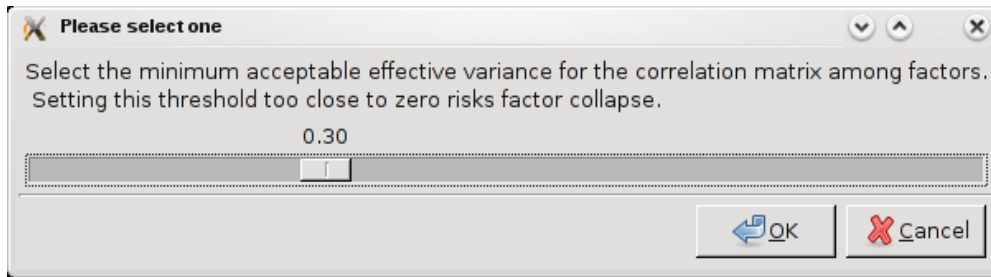 Please select one
Select the minimum acceptable effective variance for the correlation matrix among factors.
Setting this threshold too close to zero risks factor collapse.
0.30
OK
Cancel